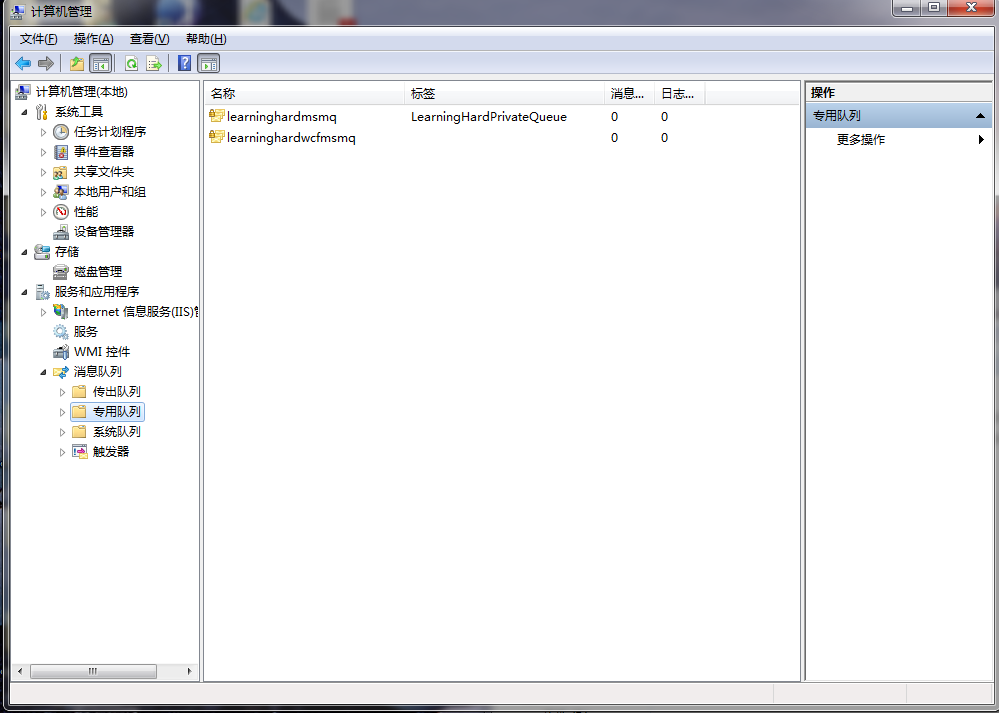 计算机管理
文件(F) 操作(A) 查看(V) 帮助(H)
计算机管理(本地)
系统工具
任务计划程序
事件查看器
共享文件夹
本地用户和组
性能
设备管理器
存储
磁盘管理
服务和应用程序
Internet 信息服务(IIS)
服务
WMI 控件
消息队列
传出队列
专用队列
系统队列
触发器
名称 标签 消息... 日志...
learninghardmsmq LearningHardPrivateQueue 0 0
learninghardwcfmsmq 0 0
操作
专用队列
更多操作